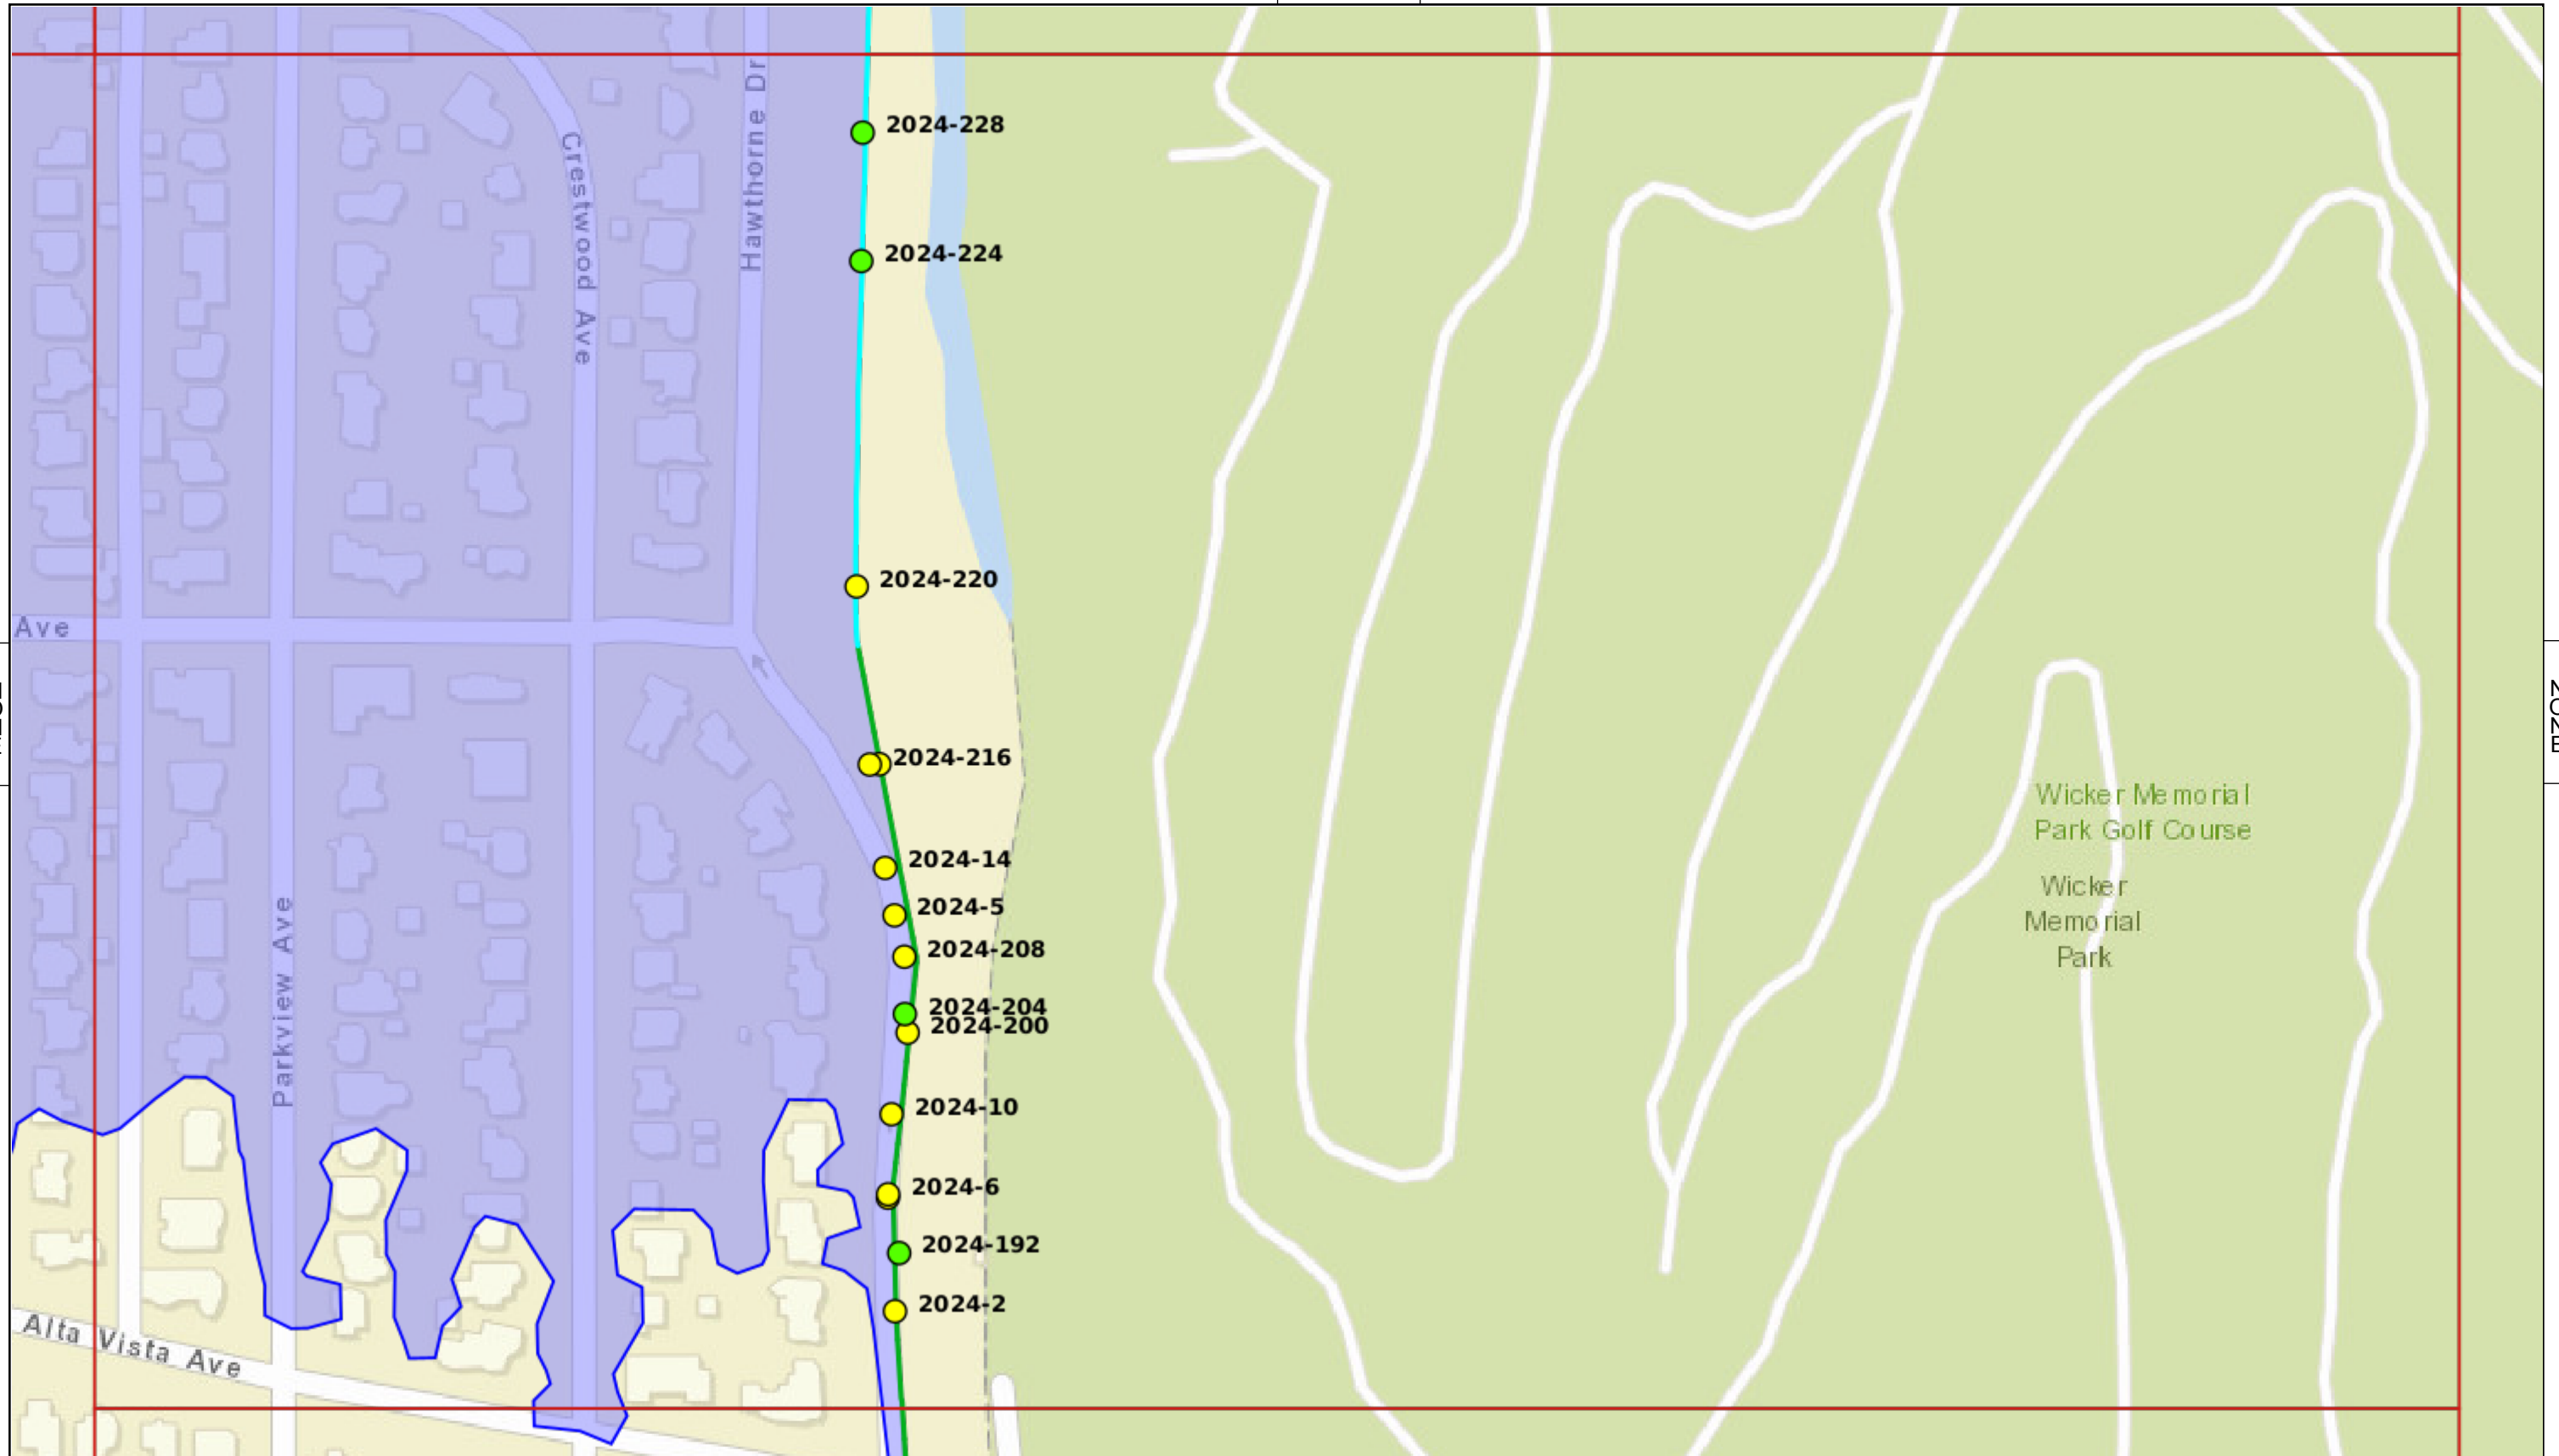 2024-228
Hawthorne Dr
Crestwood Ave
2024-224
2024-220
Ave
2024-216
Wicker Memorial
Park Golf Course
2024-14
Wicker
Memorial
Park
2024-5
2024-208
Parkview Ave
2024-204
2024-200
2024-10
2024-6
2024-192
2024-2
Alta Vista Ave